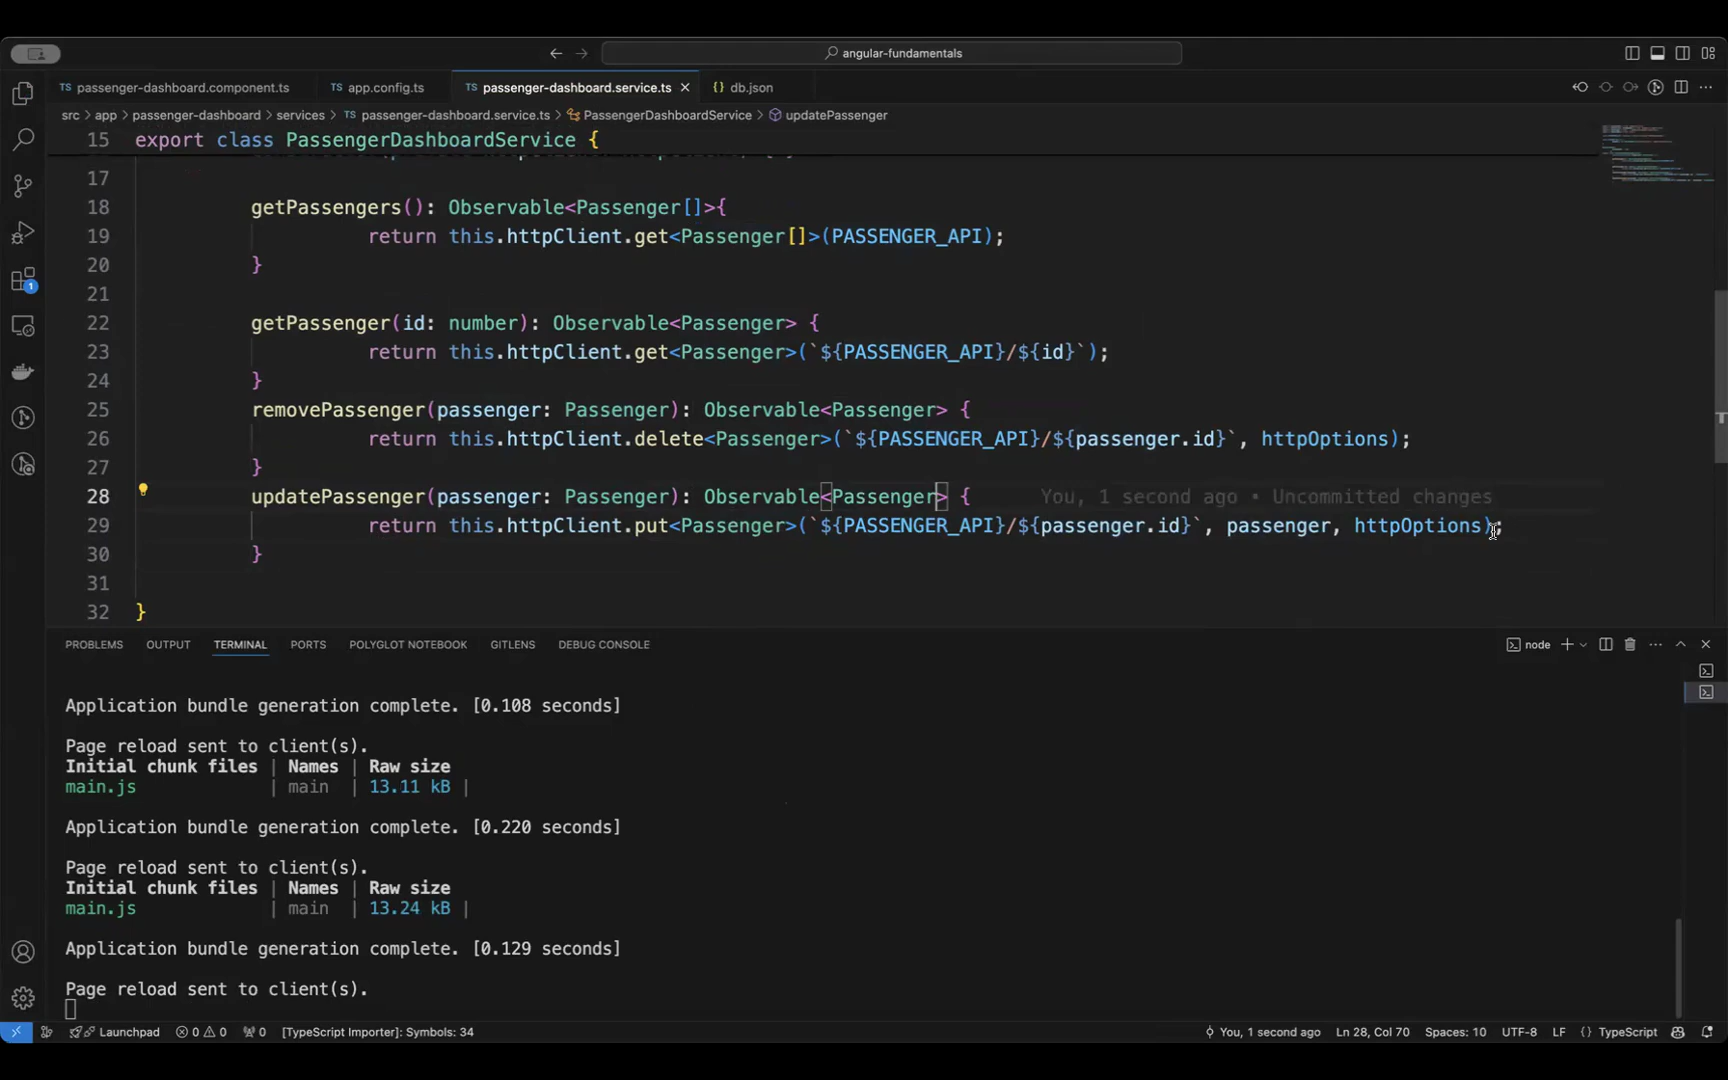 angular-fundamentals
TS passenger-dashboard.component.ts TS app.config.ts TS passenger-dashboard.service.ts {} db.json
src > app > passenger-dashboard > services > TS passenger-dashboard.service.ts > PassengerDashboardService > updatePassenger
15 export class PassengerDashboardService {
17
18 getPassengers(): Observable<Passenger[]>{
19 return this.httpClient.get<Passenger[]>(PASSENGER_API);
20 }
21
22 getPassenger(id: number): Observable<Passenger> {
23 return this.httpClient.get<Passenger>(`${PASSENGER_API}/${id}`);
24 }
25 removePassenger(passenger: Passenger): Observable<Passenger> {
26 return this.httpClient.delete<Passenger>(`${PASSENGER_API}/${passenger.id}`, httpOptions);
27 }
28 updatePassenger(passenger: Passenger): Observable<Passenger> { You, 1 second ago • Uncommitted changes
29 return this.httpClient.put<Passenger>(`${PASSENGER_API}/${passenger.id}`, passenger, httpOptions);
30 }
31
32 }
1
PROBLEMS OUTPUT TERMINAL PORTS POLYGLOT NOTEBOOK GITLENS DEBUG CONSOLE node
Application bundle generation complete. [0.108 seconds]
Page reload sent to client(s).
Initial chunk files | Names | Raw size
main.js | main | 13.11 kB |
Application bundle generation complete. [0.220 seconds]
Page reload sent to client(s).
Initial chunk files | Names | Raw size
main.js | main | 13.24 kB |
Application bundle generation complete. [0.129 seconds]
Page reload sent to client(s).
Launchpad 0 0 0 [TypeScript Importer]: Symbols: 34 You, 1 second ago Ln 28, Col 70 Spaces: 10 UTF-8 LF {} TypeScript